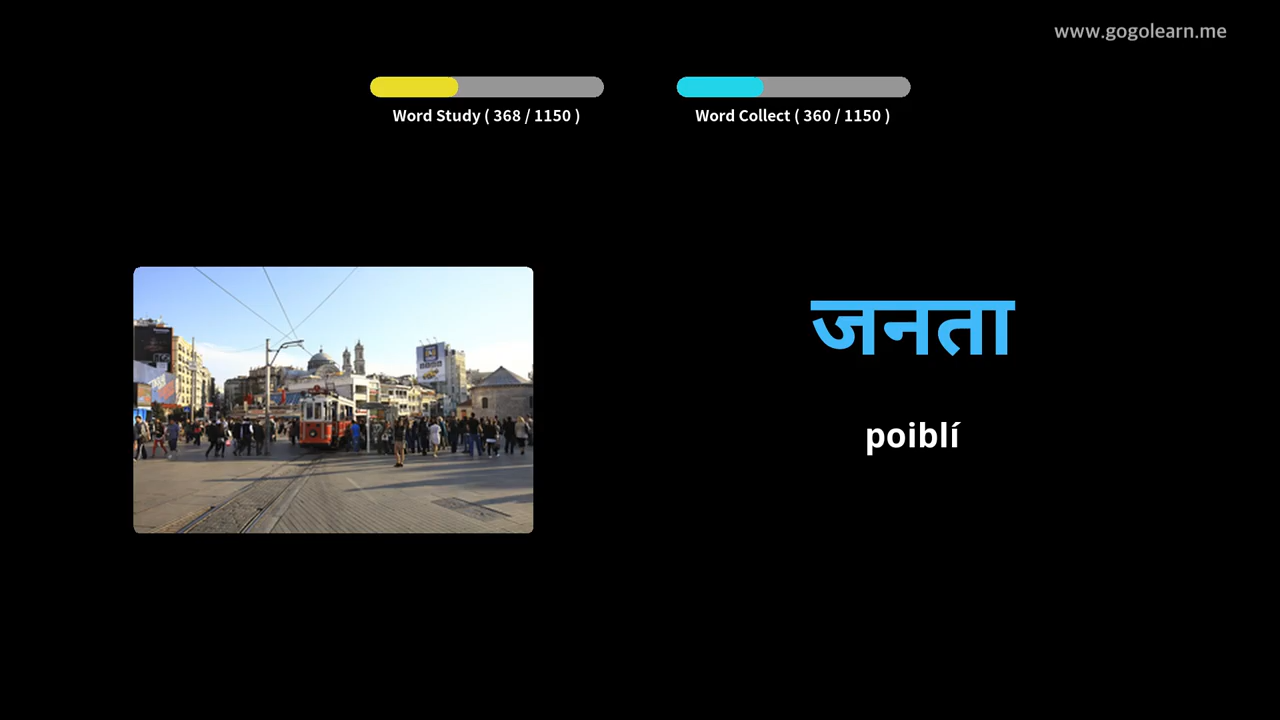 www.gogolearn.me
Word Study ( 368 / 1150 )
Word Collect ( 360 / 1150 )
जनता
poiblí